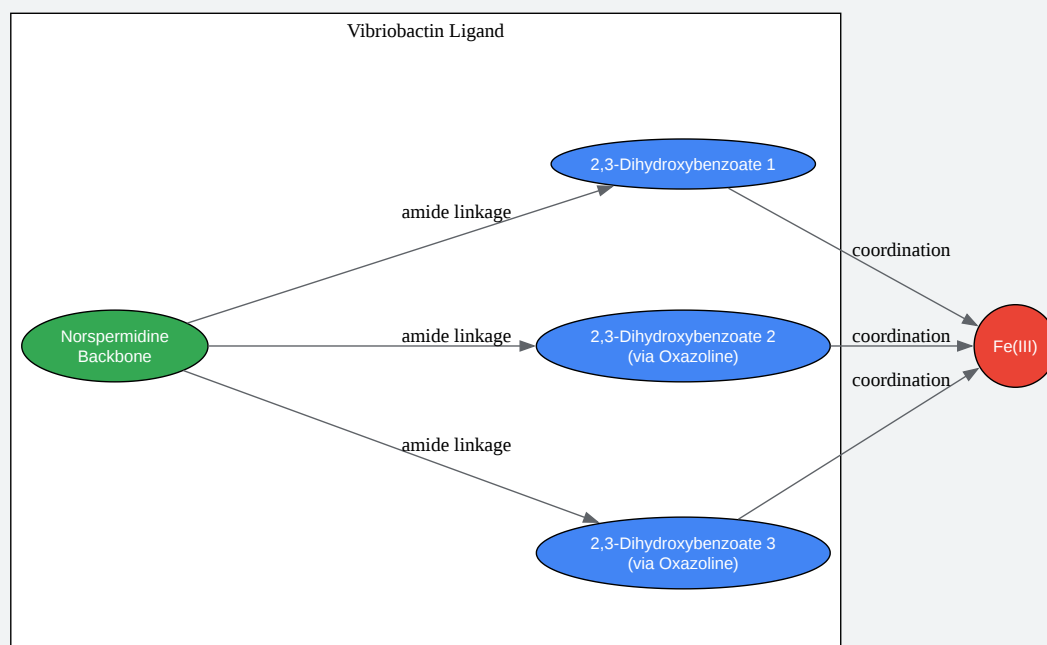 Vibriobactin Ligand
2,3-Dihydroxybenzoate 1
amide linkage
coordination
Norspermidine
Backbone
amide linkage
2,3-Dihydroxybenzoate 2
(via Oxazoline)
coordination
Fe(III)
coordination
amide linkage
2,3-Dihydroxybenzoate 3
(via Oxazoline)